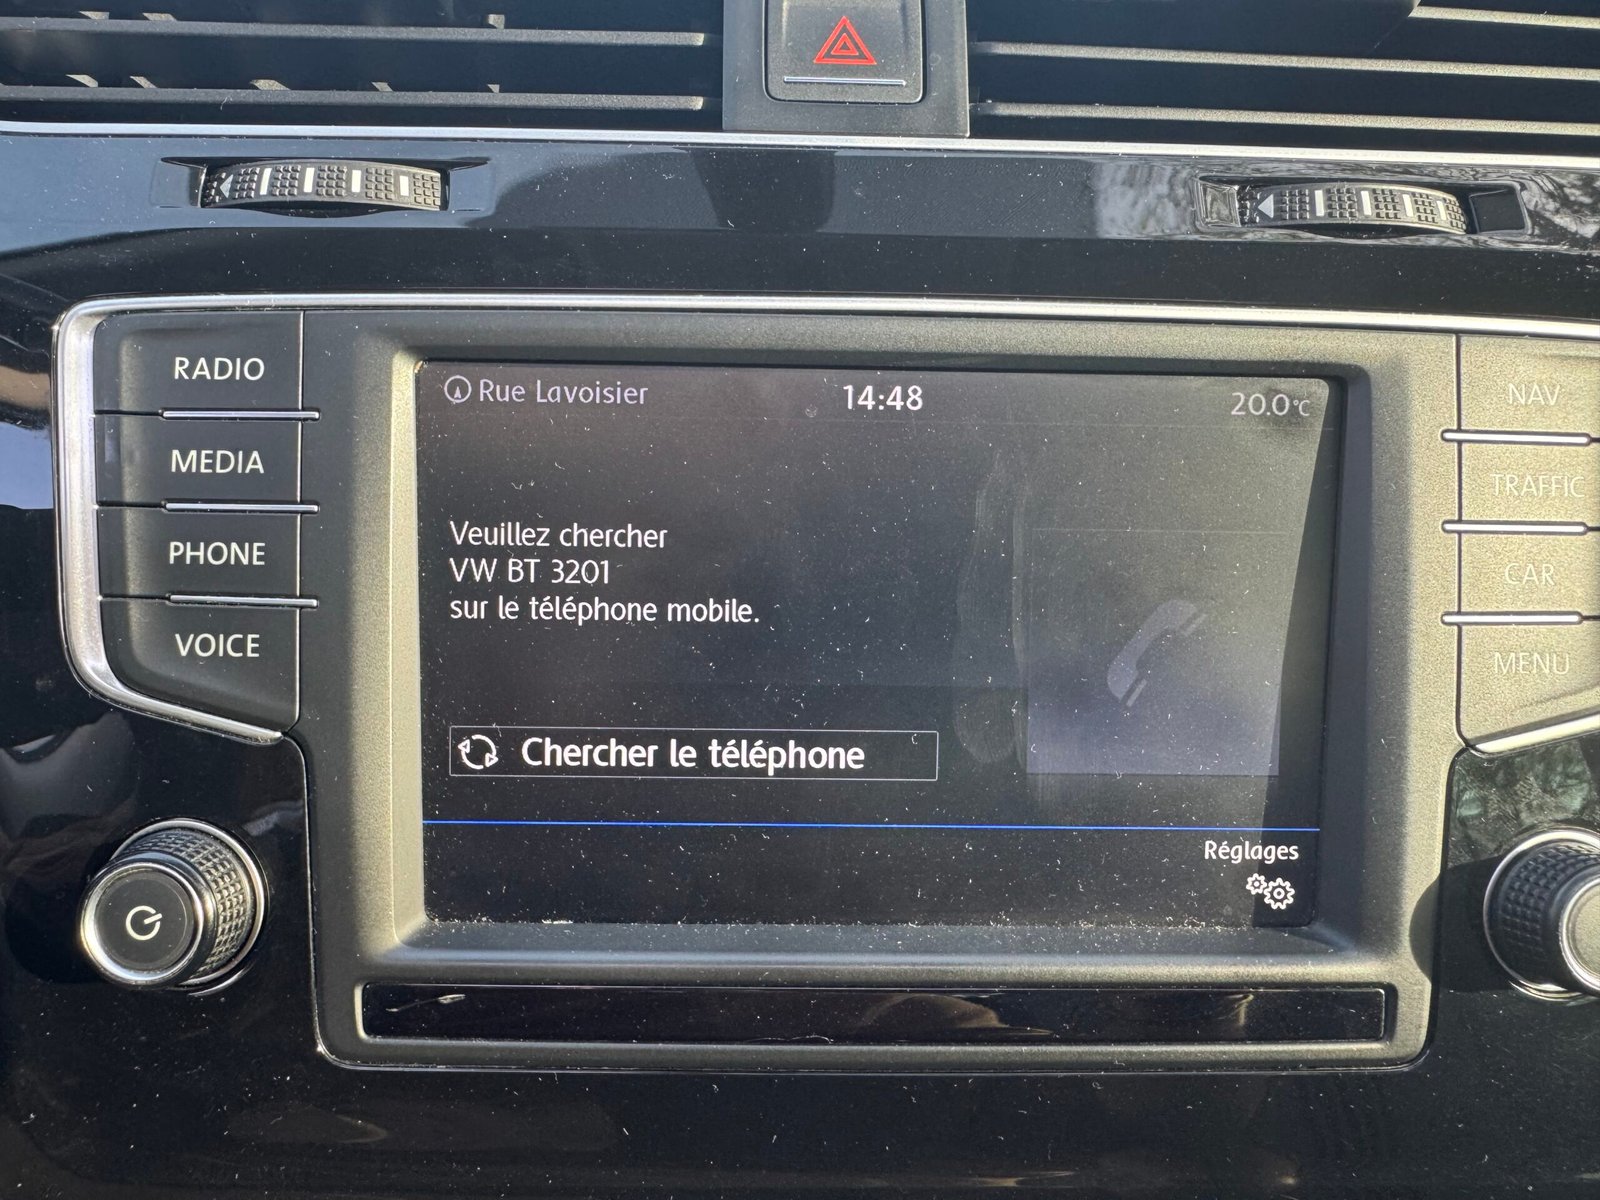 Rue Lavoisier 14:48 20.0°C
RADIO
MEDIA
PHONE
VOICE
Veuillez chercher
VW BT 3201
sur le téléphone mobile.
Chercher le téléphone
Réglages
NAV
TRAFFIC
CAR
MENU